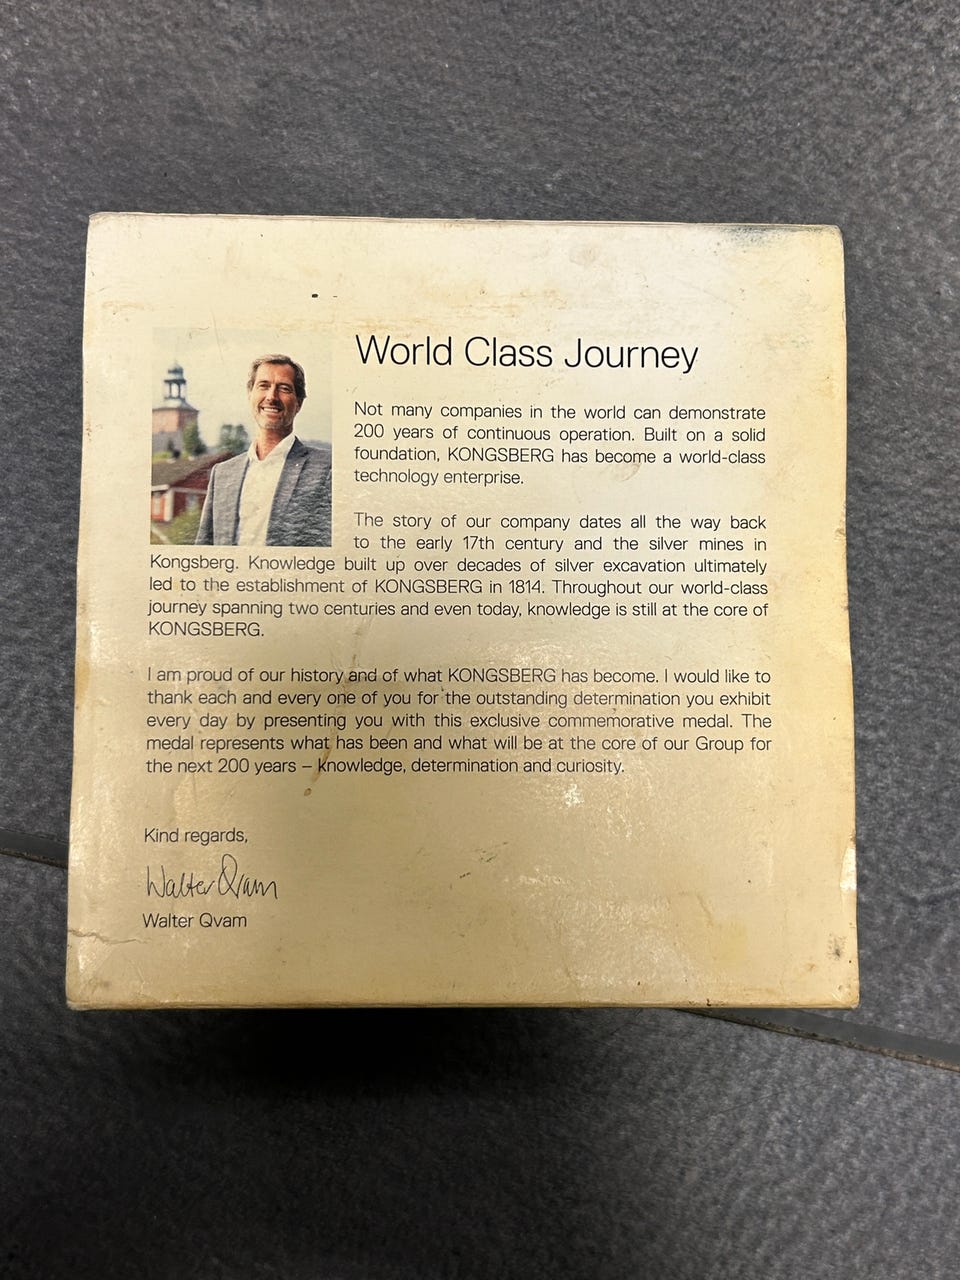 World Class Journey
Not many companies in the world can demonstrate
200 years of continuous operation. Built on a solid
foundation, KONGSBERG has become a world-class
technology enterprise.
The story of our company dates all the way back
to the early 17th century and the silver mines in
Kongsberg. Knowledge built up over decades of silver excavation ultimately
led to the establishment of KONGSBERG in 1814. Throughout our world-class
journey spanning two centuries and even today, knowledge is still at the core of
KONGSBERG.
I am proud of our history and of what KONGSBERG has become. I would like to
thank each and every one of you for the outstanding determination you exhibit
every day by presenting you with this exclusive commemorative medal. The
medal represents what has been and what will be at the core of our Group for
the next 200 years – knowledge, determination and curiosity.
Kind regards,
Walter Qvam
Walter Qvam